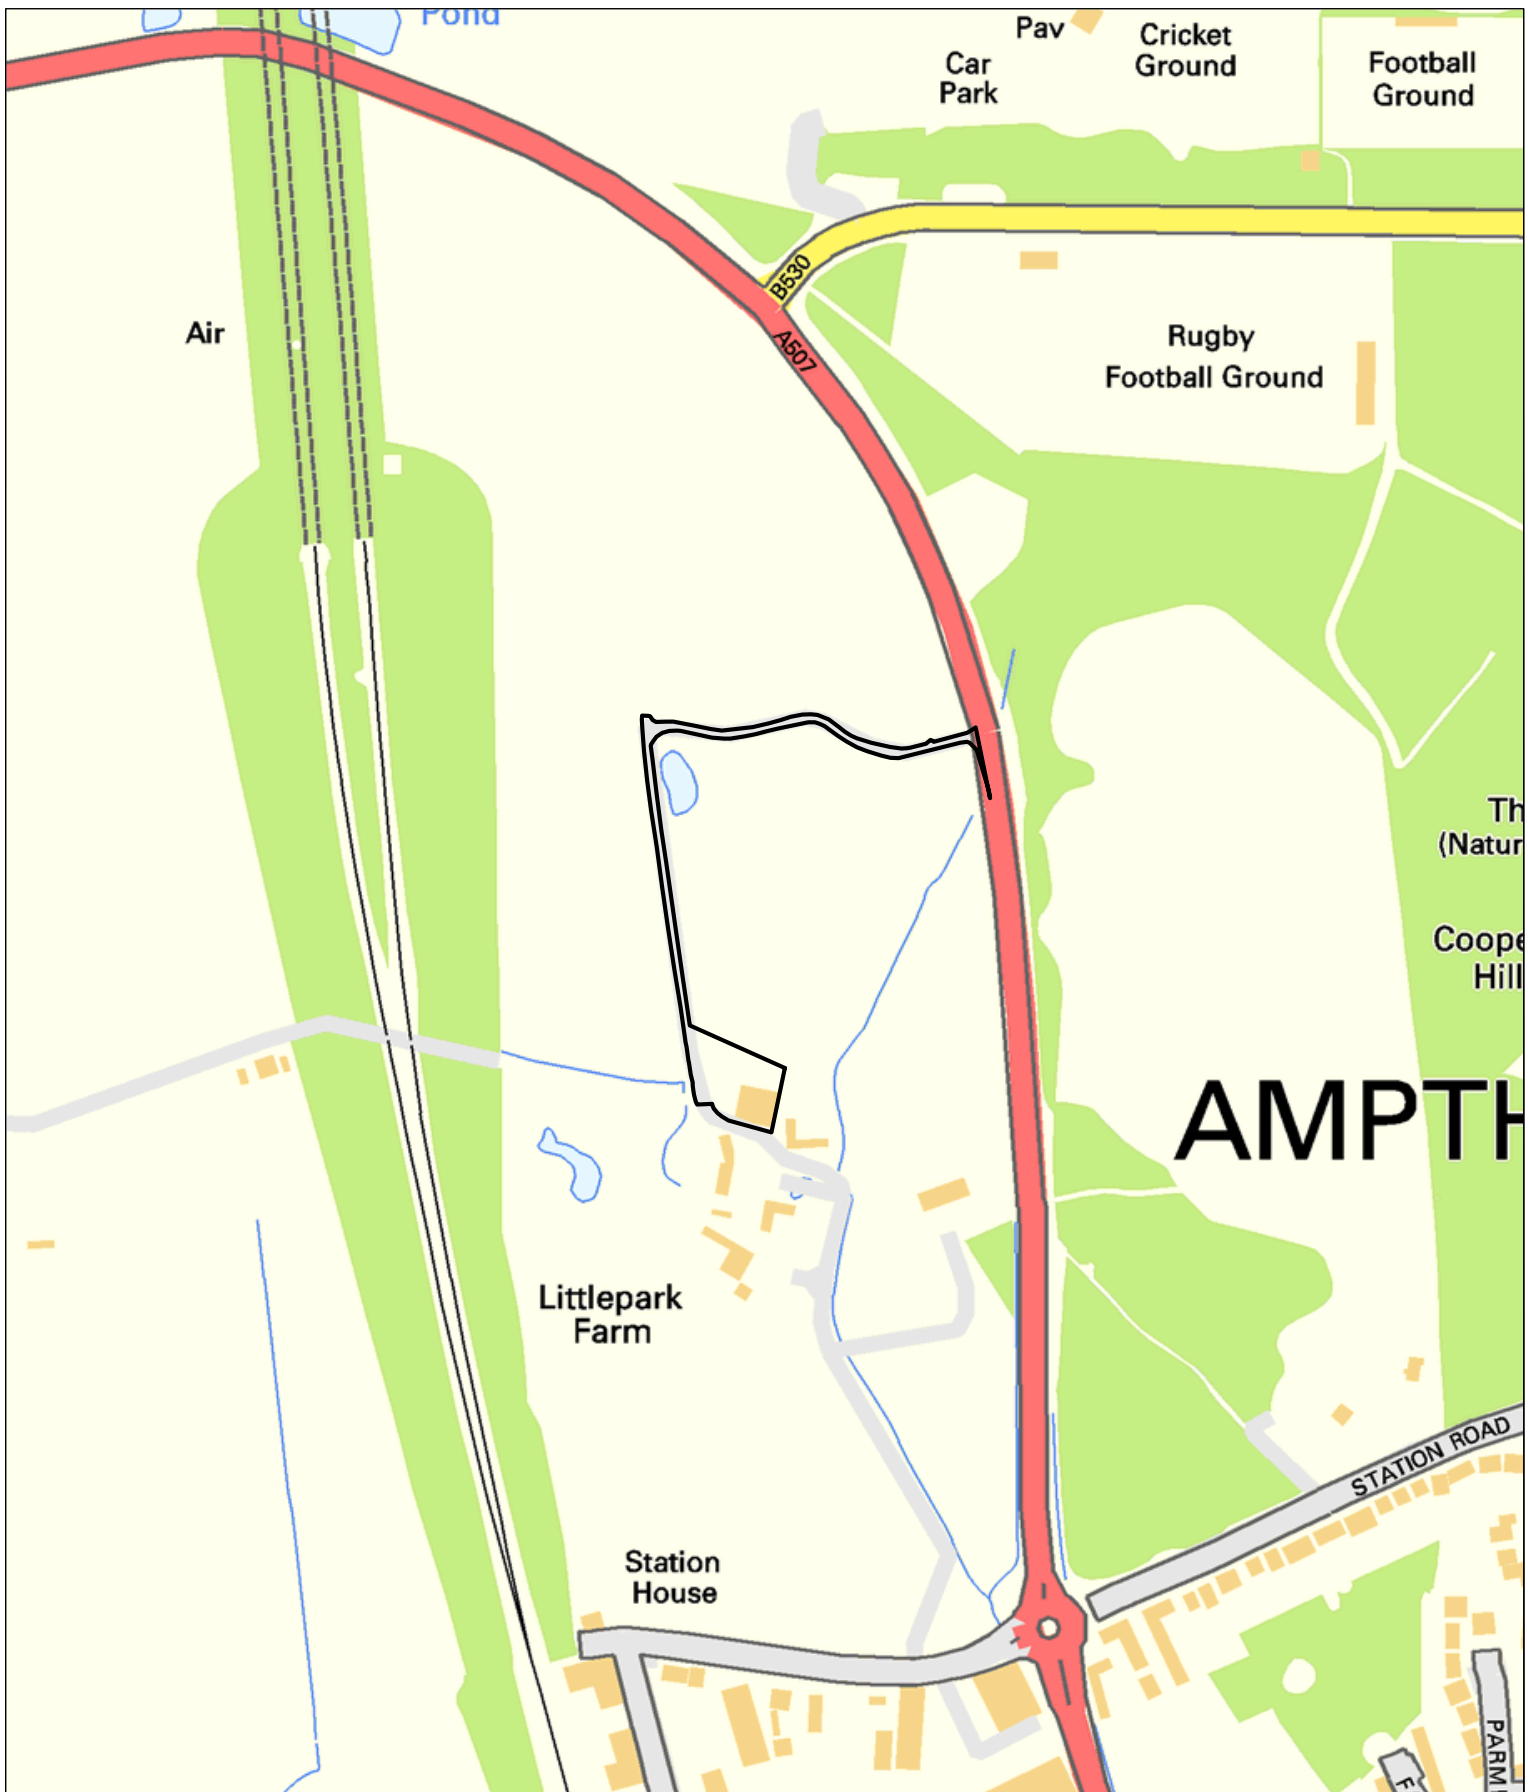 Pond
Pav
Cricket
Ground
Car
Park
Football
Ground
B530
Air
A507
Rugby
Football Ground
Th
(Natur
Coope
Hill
AMPTH
Littlepark
Farm
STATION ROAD
Station
House
PARM
F